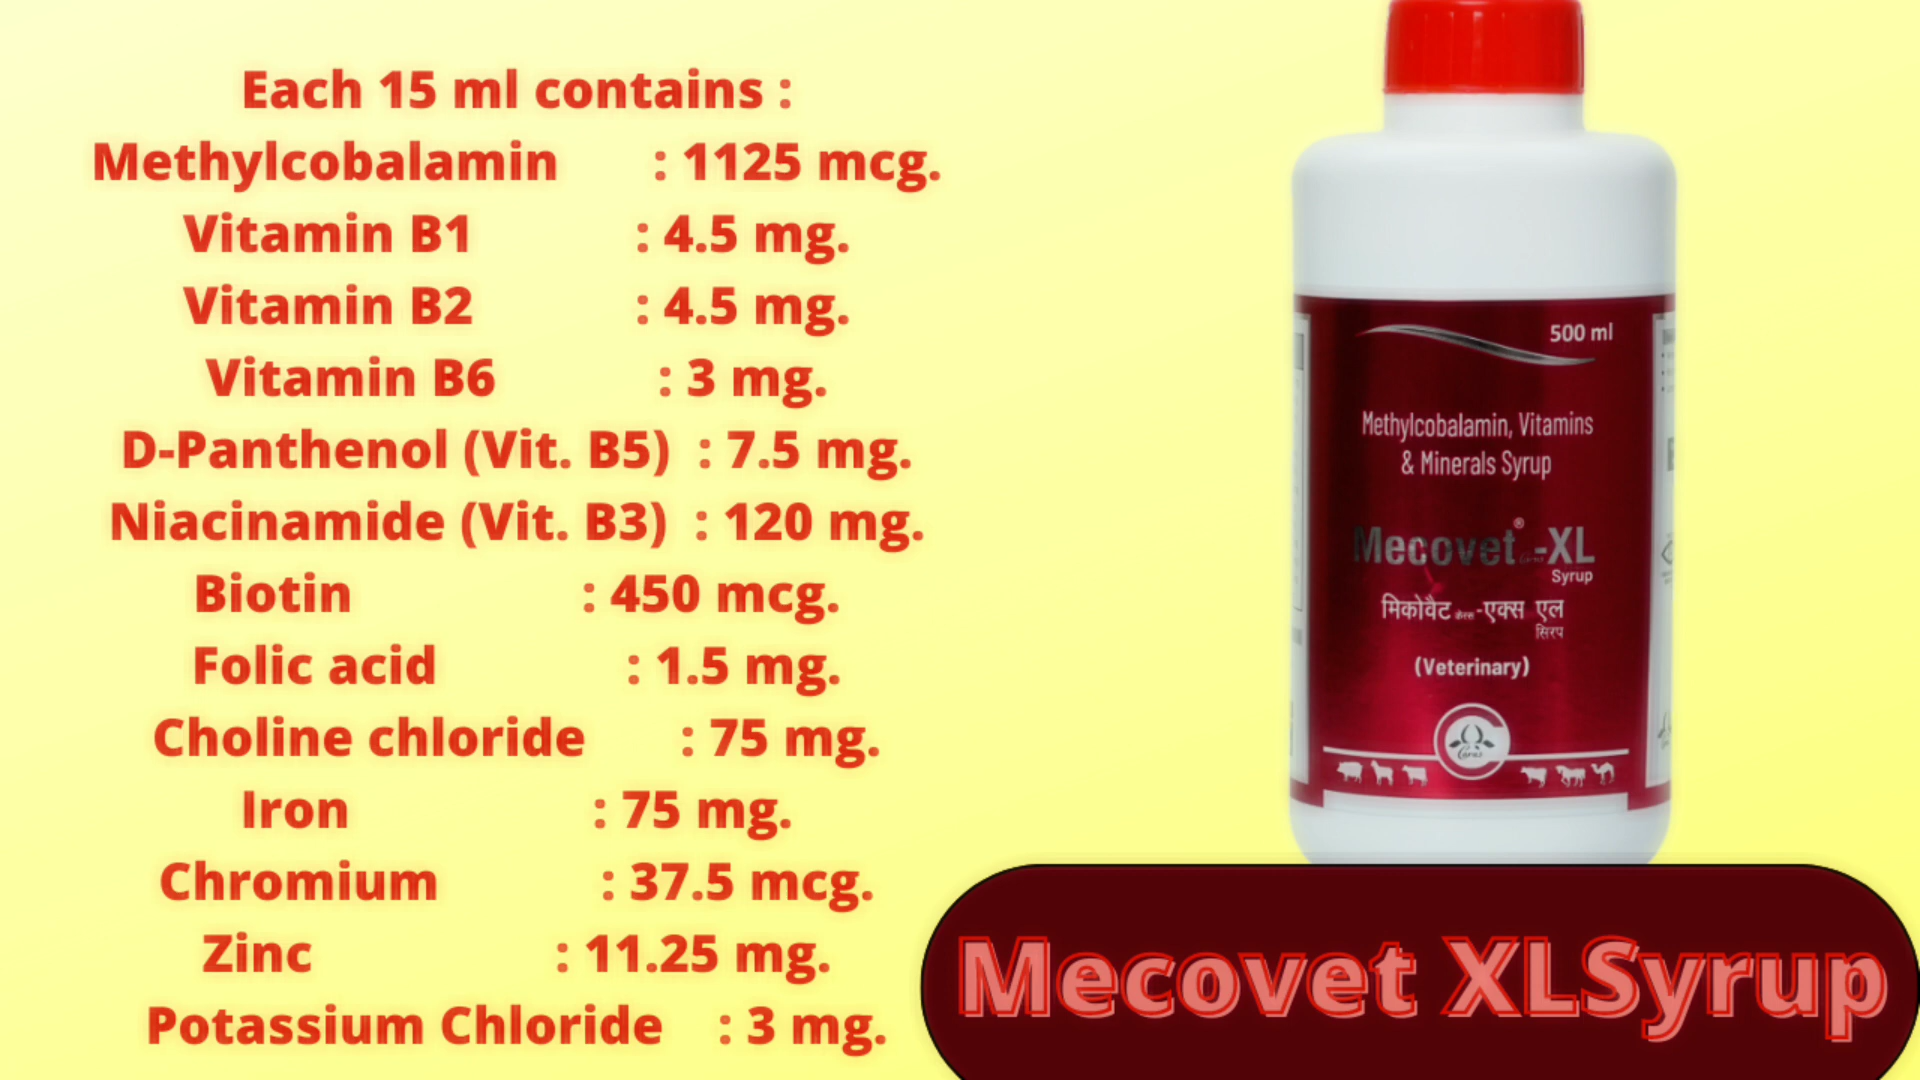 Each 15 ml contains :
Methylcobalamin : 1125 mcg.
Vitamin B1 : 4.5 mg.
Vitamin B2 : 4.5 mg.
Vitamin B6 : 3 mg.
D-Panthenol (Vit. B5) : 7.5 mg.
Niacinamide (Vit. B3) : 120 mg.
Biotin : 450 mcg.
Folic acid : 1.5 mg.
Choline chloride : 75 mg.
Iron : 75 mg.
Chromium : 37.5 mcg.
Zinc : 11.25 mg.
Potassium Chloride : 3 mg.
500 ml
Methylcobalamin, Vitamins
& Minerals Syrup
Mecovet® -XL
Syrup
मिकोवैट -एक्स एल
सिरप
(Veterinary)
Carus
Mecovet XLSyrup